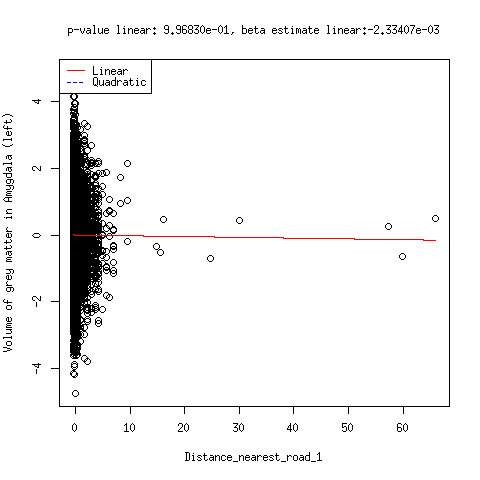 p-value linear: 9.96830e-01, beta estimate linear:-2.33407e-03
Linear
Quadratic
Volume of grey matter in Amygdala (left)
4
2
0
-2
-4
0 10 20 30 40 50 60
Distance_nearest_road_1